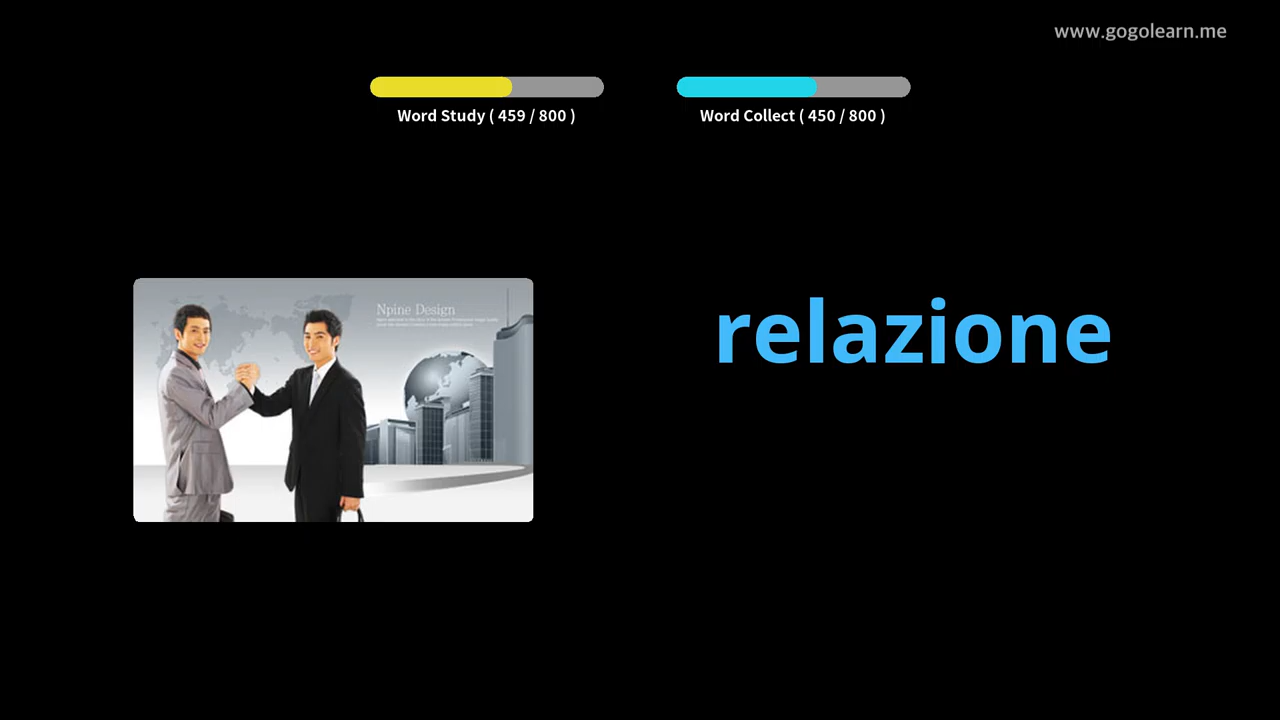 www.gogolearn.me
Word Study ( 459 / 800 )
Word Collect ( 450 / 800 )
Npine Design
relazione